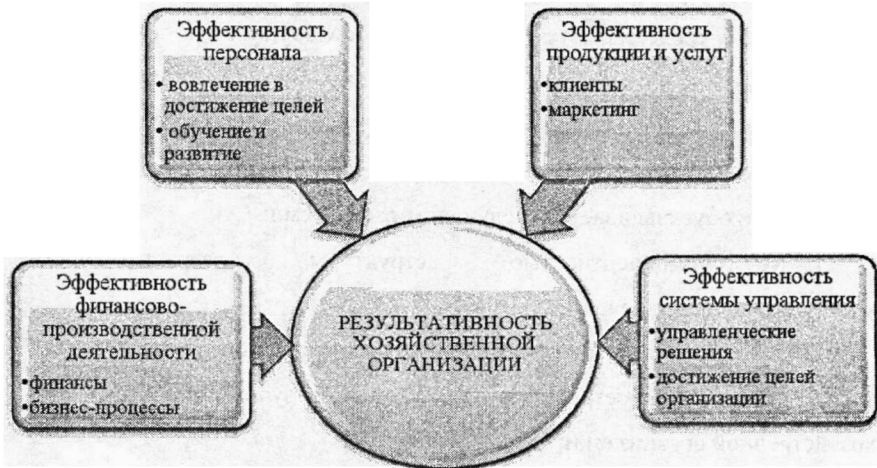 Эффективность
персонала
• вовлечение в
достижение целей
• обучение и
развитие
Эффективность
продукции и услуг
•клиенты
•маркетинг
Эффективность
финансово-
производственной
деятельности
•финансы
•бизнес-процессы
РЕЗУЛЬТАТИВНОСТЬ
ХОЗЯЙСТВЕННОЙ
ОРГАНИЗАЦИИ
Эффективность
системы управления
•управленческие
решения
•достижение целей
организации